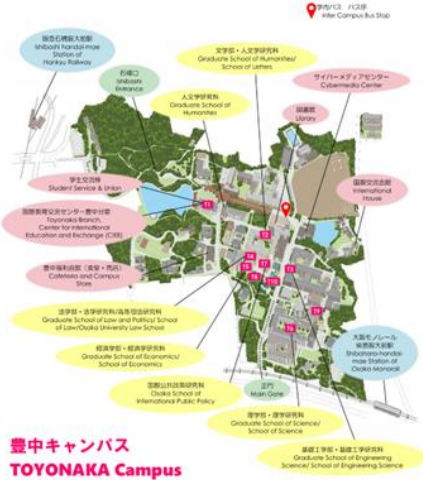 学内バス バス停
Inter Campus Bus Stop
阪急石橋阪大前駅
Ishibashi handai-mae
Station of
Hankyu Railway
石橋口
Ishibashi
Entrance
文学部・人文学研究科
Graduate School of Humanities/
School of Letters
人文学研究科
Graduate School of
Humanities
サイバーメディアセンター
Cybermedia Center
図書館
Library
国際交流会館
International
House
学生交流棟
Student Service & Union
国際教育交流センター豊中分室
Toyonaka Branch,
Center for International
Education and Exchange (CIEE)
豊中福利会館（食堂・売店）
Cafeteria and Campus
Store
法学部・法学研究科/高等司法研究科
Graduate School of Law and Politics/ School
of Law/Osaka University Law School
経済学部・経済学研究科
Graduate School of Economics/
School of Economics
国際公共政策研究科
Osaka School of
International Public Policy
正門
Main Gate
理学部・理学研究科
Graduate School of Science/
School of Science
基礎工学部・基礎工学研究科
Graduate School of Engineering
Science/ School of Engineering Science
大阪モノレール
柴原阪大前駅
Shibahara-handai-
mae Station of
Osaka Monorail
T1
T2
T4
T5
T7
T3
T8
T10
T9
T6
豊中キャンパス
TOYONAKA Campus